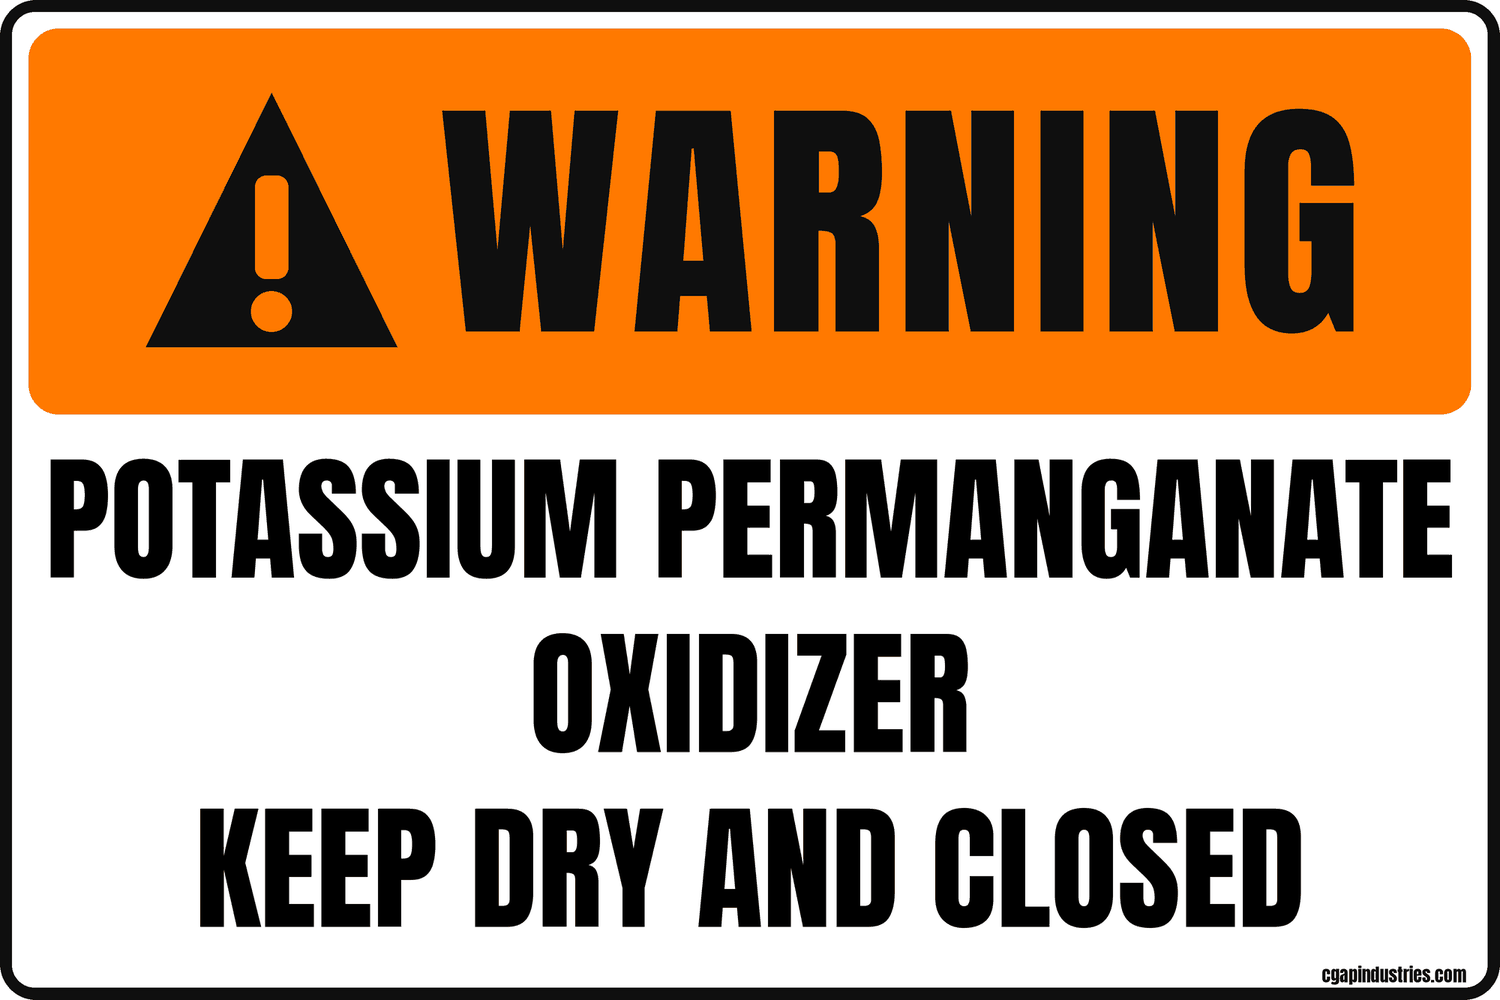 WARNING
POTASSIUM PERMANGANATE
OXIDIZER
KEEP DRY AND CLOSED
cgapindustries.com